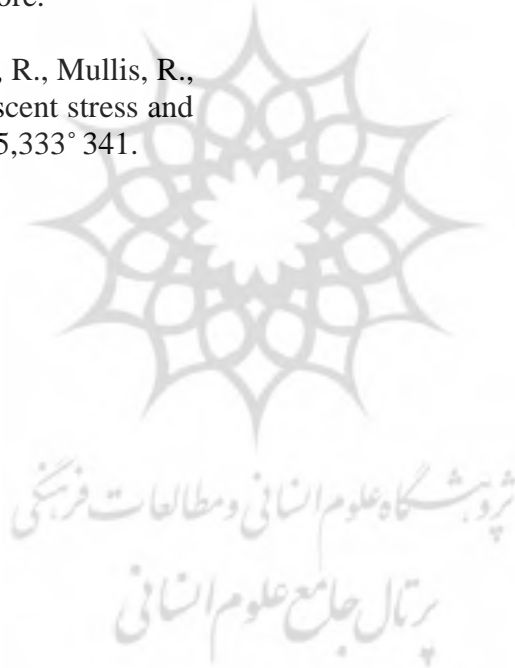 ore.
, R., Mullis, R.,
scent stress and
5,333˚ 341.
پژوهشگاه علوم انسانی و مطالعات فرهنگی
پرتال جامع علوم انسانی